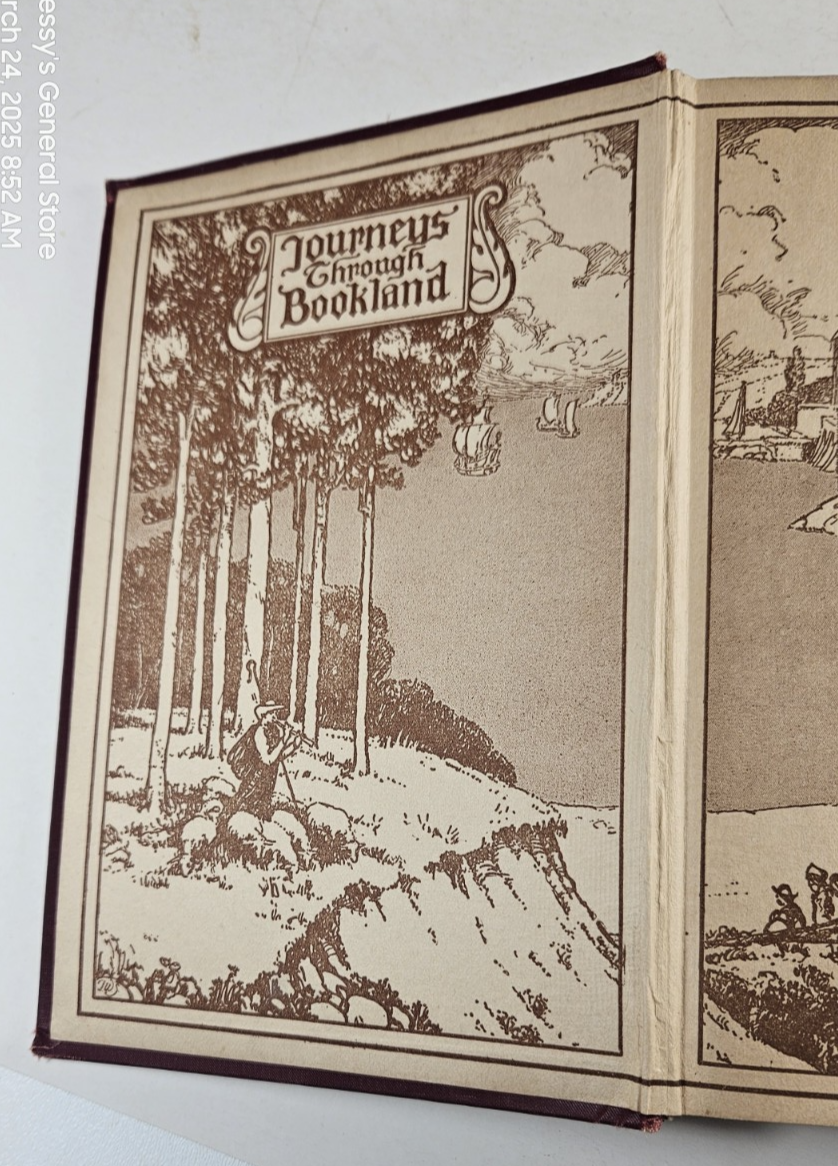 Journeys
Through
Bookland
essy's General Store
rch 24, 2025 8:52 AM